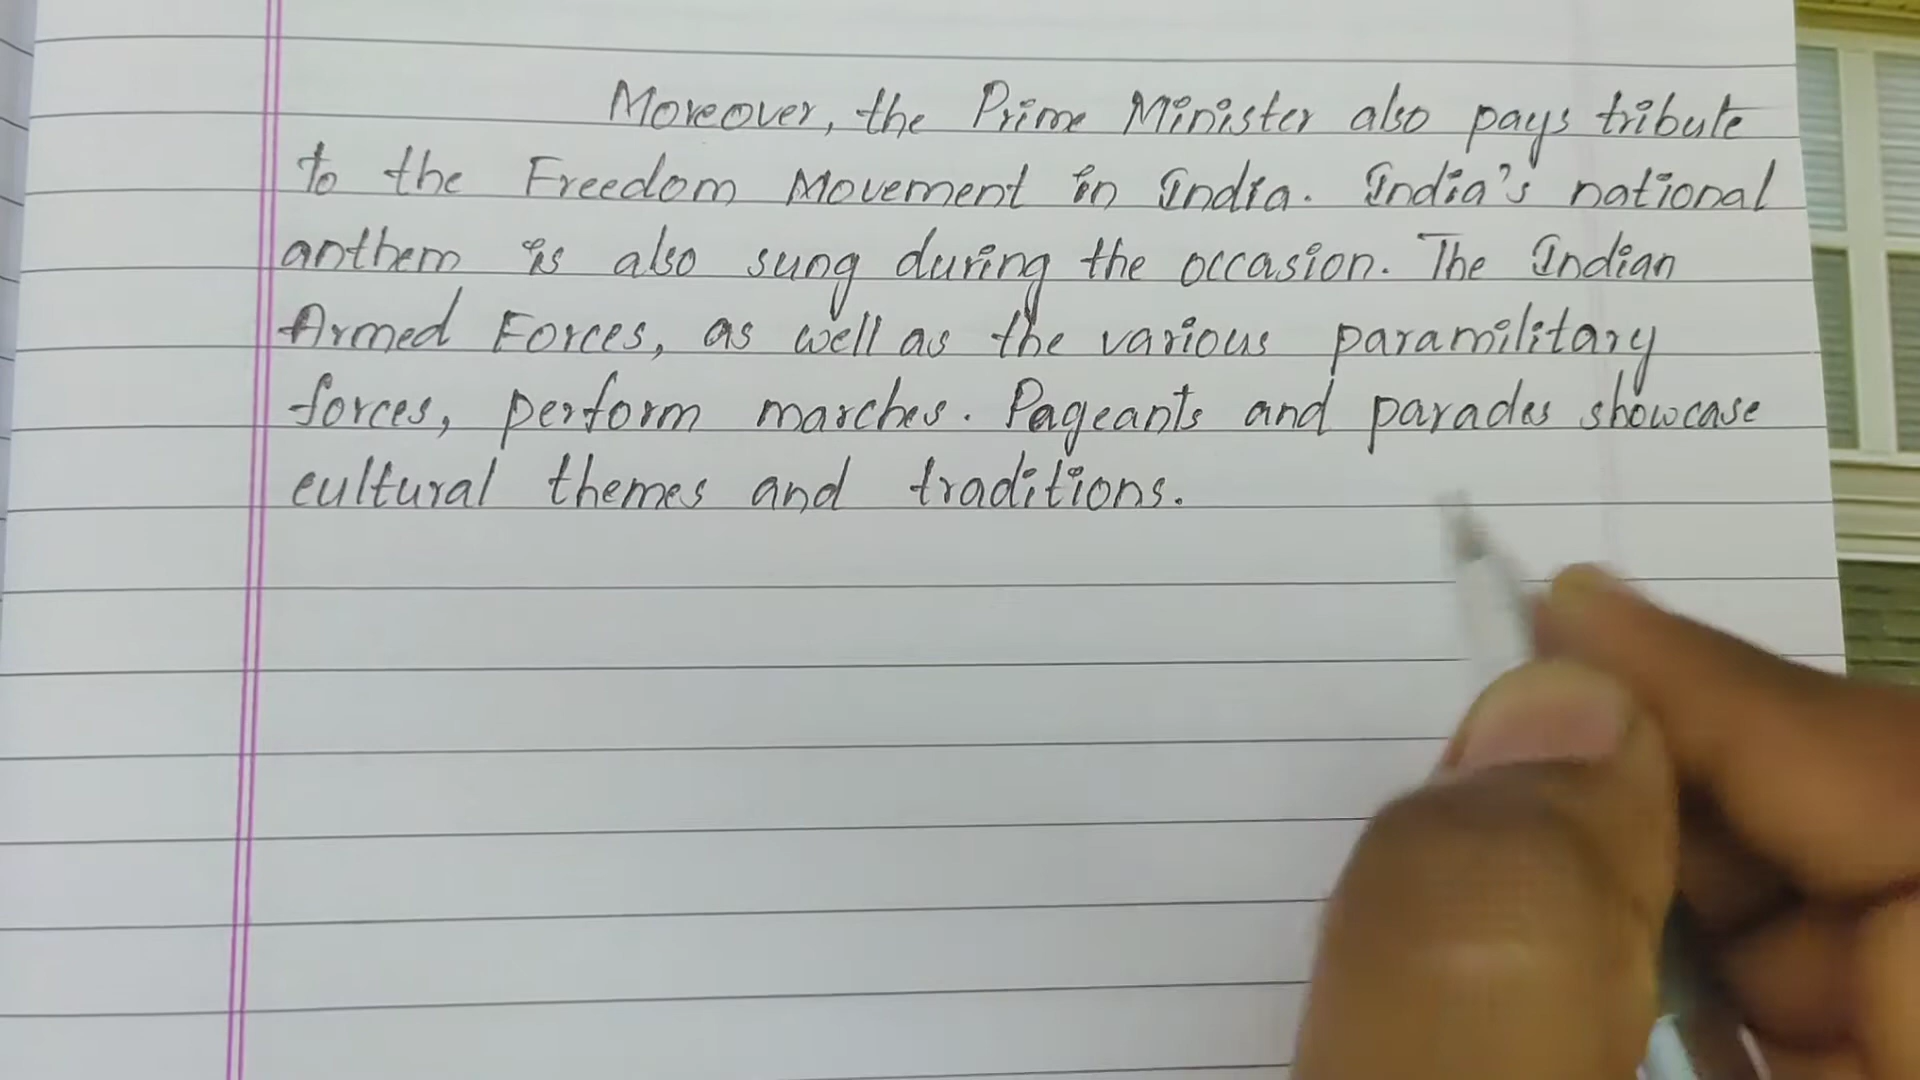 Moreover, the Prime Minister also pays tribute
to the Freedom Movement in India. India's national
anthem is also sung during the occasion. The Indian
Armed Forces, as well as the various paramilitary
forces, perform marches. Pageants and parades showcase
cultural themes and traditions.